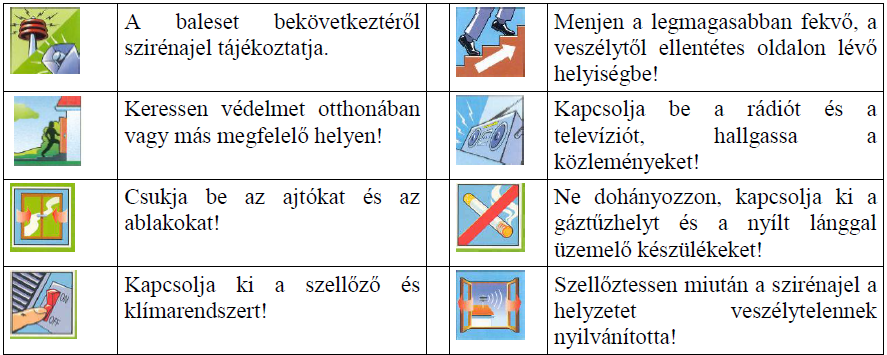 A baleset bekövetkeztéről
szirénajel tájékoztatja.
Menjen a legmagasabban fekvő, a
veszélytől ellentétes oldalon lévő
helyiségbe!
Keressen védelmet otthonában
vagy más megfelelő helyen!
Kapcsolja be a rádiót és a
televíziót, hallgassa a
közleményeket!
Csukja be az ajtókat és az
ablakokat!
Ne dohányozzon, kapcsolja ki a
gáztűzhelyt és a nyílt lánggal
üzemelő készülékeket!
ON
OFF
Kapcsolja ki a szellőző és
klímarendszert!
Szellőztessen miután a szirénajel a
helyzetet veszélytelennek
nyilvánította!